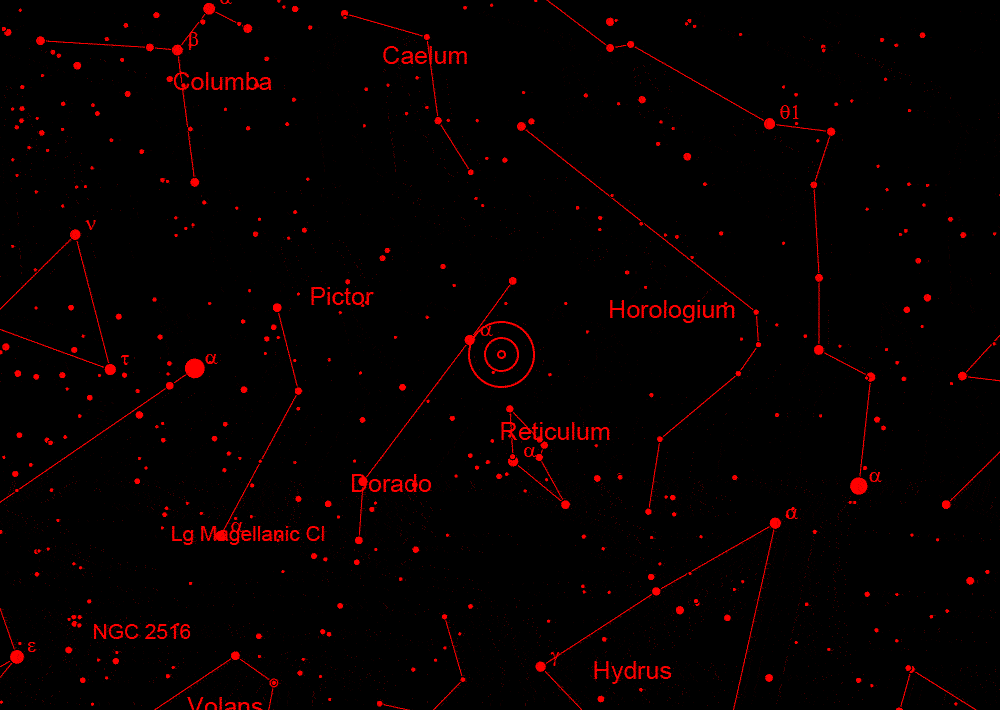 α
β
Columba
Caelum
θ1
ν
Pictor
Horologium
α
τ
α
Reticulum
α
Dorado
α
α
Lg Magellanic Cl
α
NGC 2516
ε
γ
Hydrus
Volans